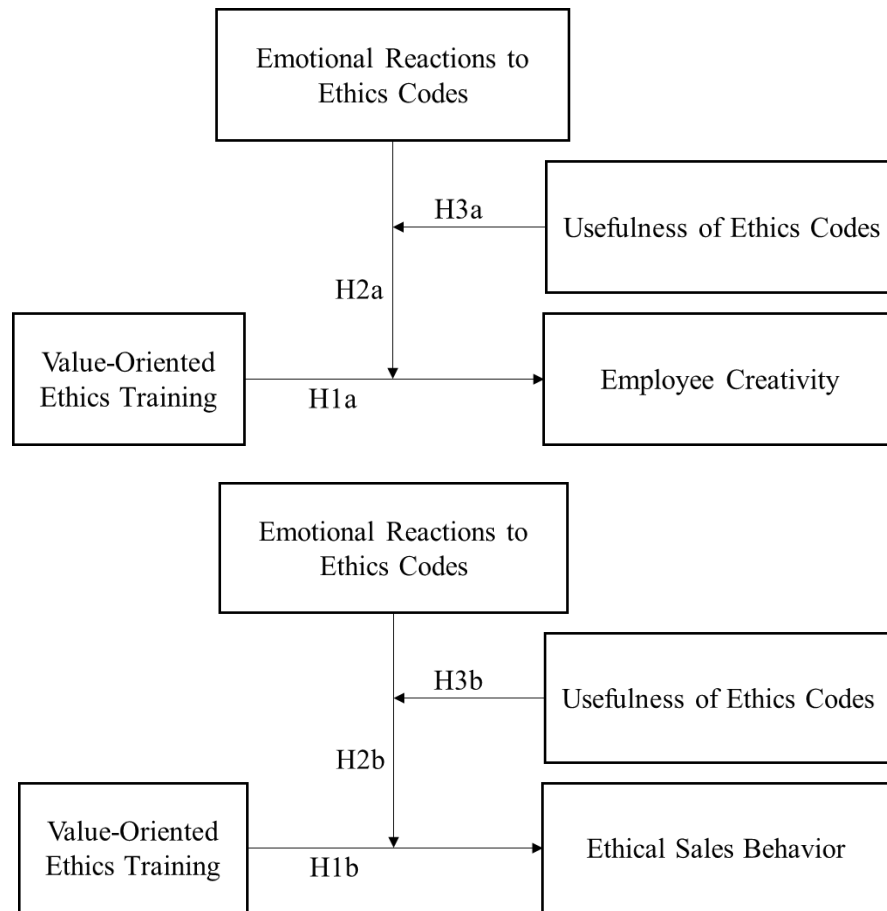 Emotional Reactions to
Ethics Codes
H3a
Usefulness of Ethics Codes
H2a
Value-Oriented
Ethics Training
H1a
Employee Creativity
Emotional Reactions to
Ethics Codes
H3b
Usefulness of Ethics Codes
H2b
Value-Oriented
Ethics Training
H1b
Ethical Sales Behavior